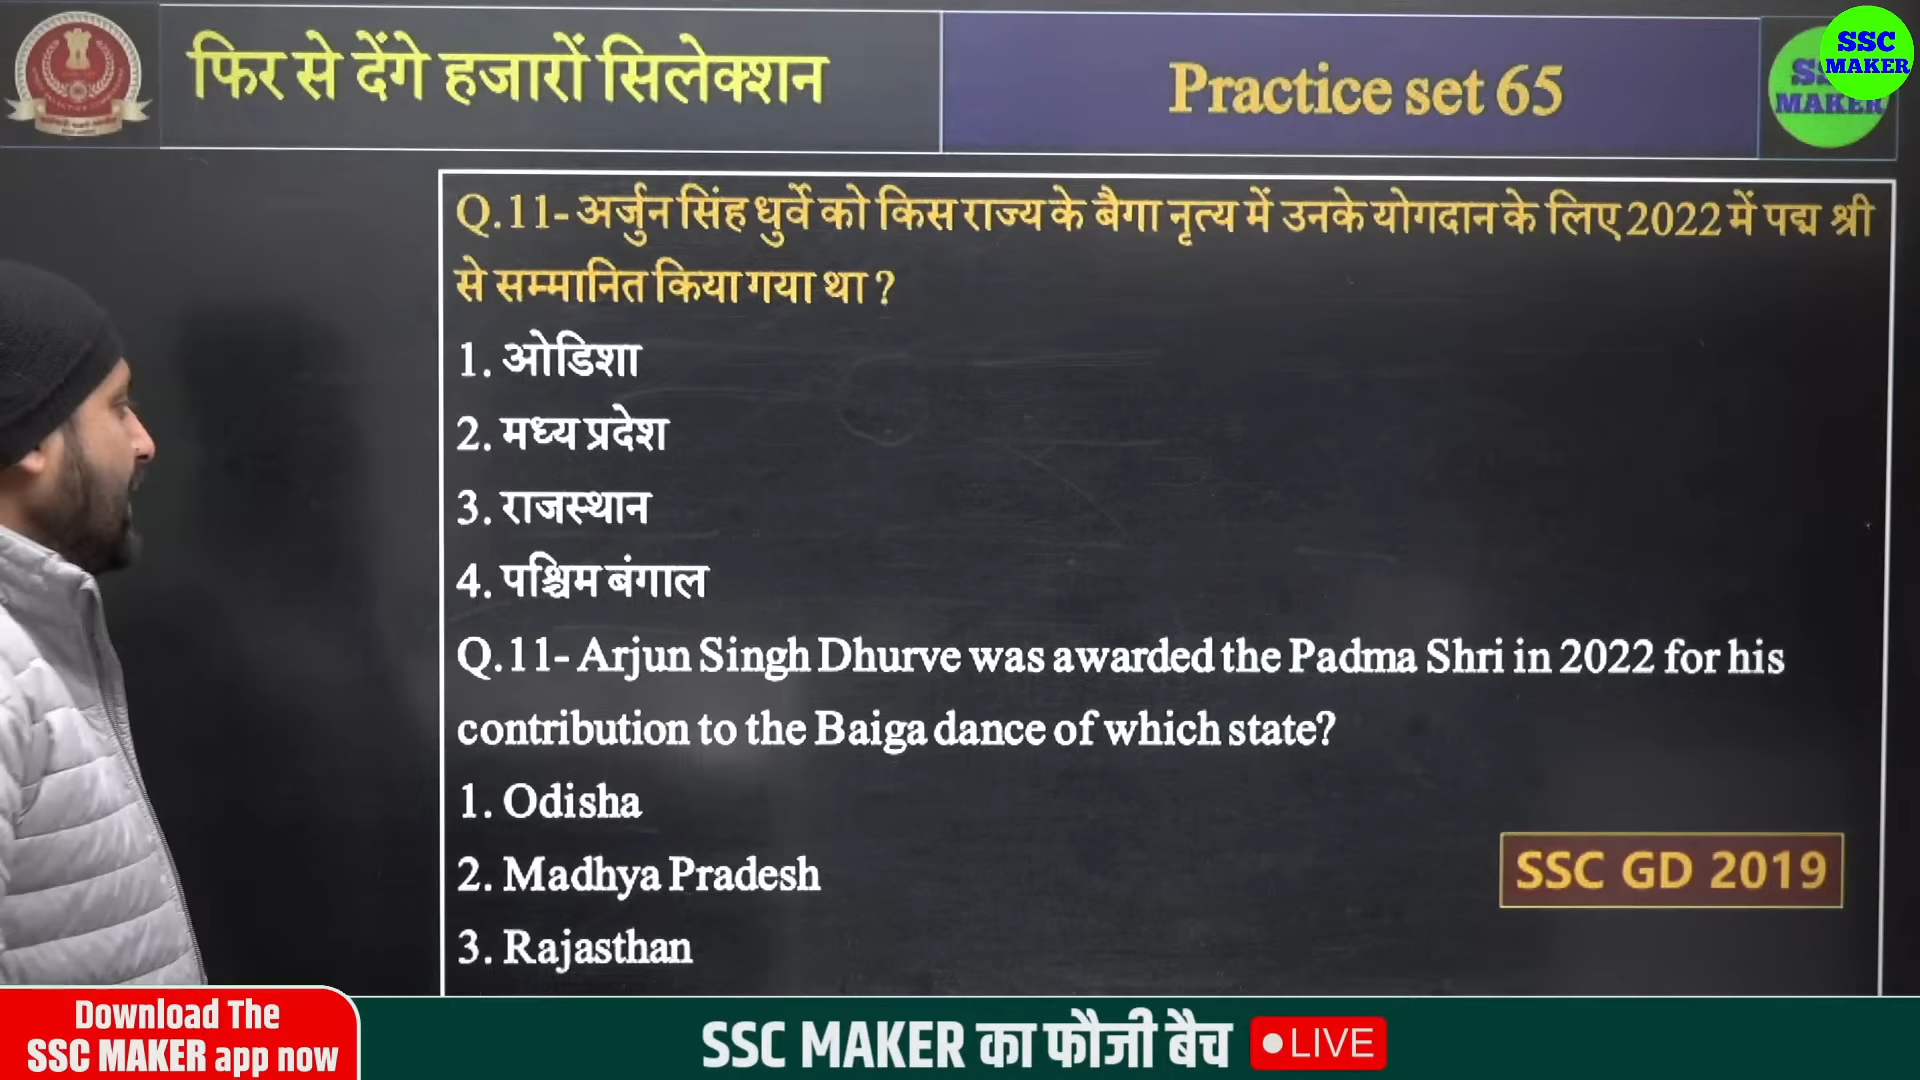 फिर से देंगे हजारों सिलेक्शन
Practice set 65
SSC
MAKER
MAKER
Q.11- अर्जुन सिंह धुर्वे को किस राज्य के बैगा नृत्य में उनके योगदान के लिए 2022 में पद्म श्री
से सम्मानित किया गया था ?
1. ओडिशा
2. मध्य प्रदेश
3. राजस्थान
4. पश्चिम बंगाल
Q.11- Arjun Singh Dhurve was awarded the Padma Shri in 2022 for his
contribution to the Baiga dance of which state?
1. Odisha
2. Madhya Pradesh
SSC GD 2019
3. Rajasthan
Download The
SSC MAKER app now
SSC MAKER का फौजी बैच
LIVE